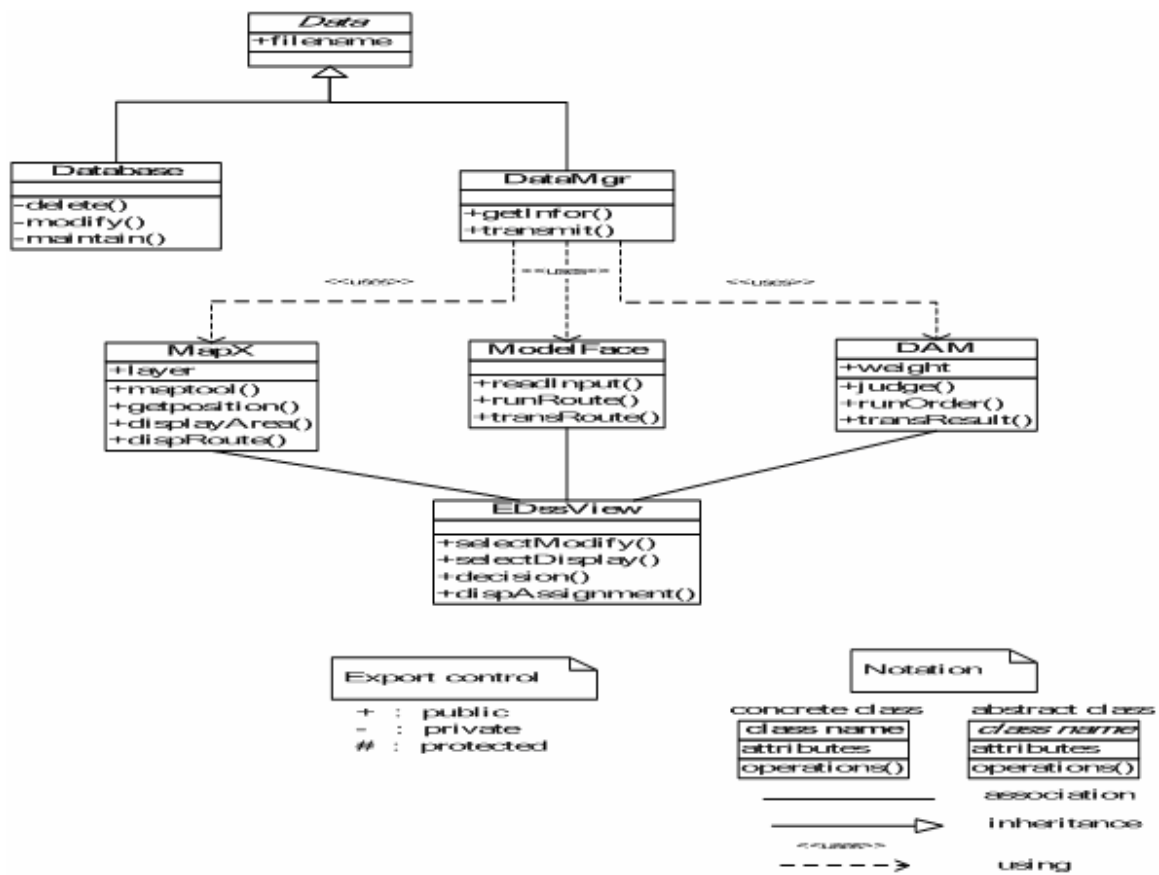 Data
+filename
Database
-delete()
-modify()
-maintain()
DataMgr
+getInfor()
+transmit()
<<uses>>
<<uses>>
<<uses>>
MapX
+layer
+maptool()
+getposition()
+displayArea()
+dispRoute()
ModelFace
+readInput()
+runRoute()
+transRoute()
DAM
+weight
+judge()
+runOrder()
+transResult()
EDssView
+selectModify()
+selectDisplay()
+decision()
+dispAssignment()
Export control
+ : public
- : private
# : protected
Notation
concrete class
class name
attributes
operations()
abstract class
class name
attributes
operations()
association
inheritance
<<uses>>
using